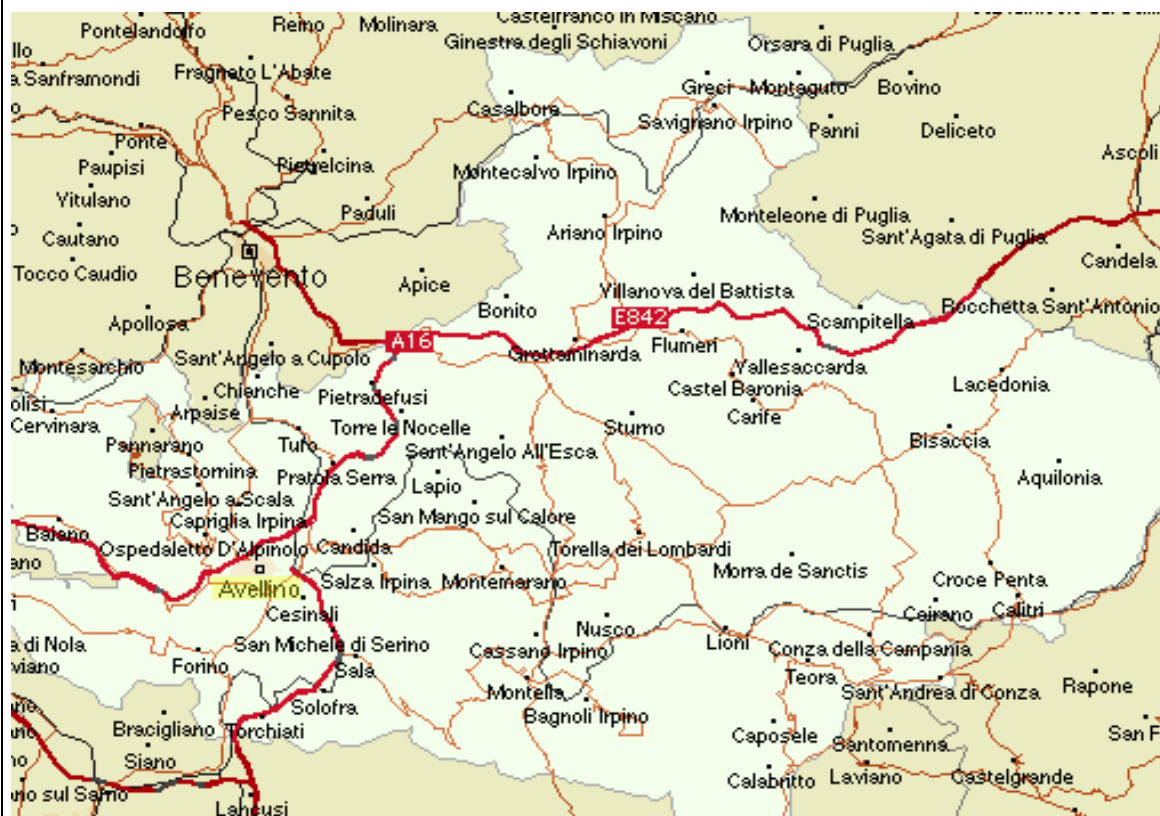 Castelfranco in Miscano
Pontelandolfo
Reino
Molinara
Ginestra degli Schiavoni
Orsara di Puglia
Sanframondi
Fragneto L'Abate
Greci
Montaguto
Bovino
Pesco Sannita
Casalbore
Savignano Irpino
Panni
Deliceto
Ponte
Ascoli
Paupisi
Pietrelcina
Montecalvo Irpino
Vitulano
Paduli
Monteleone di Puglia
Cautano
Ariano Irpino
Sant'Agata di Puglia
Tocco Caudio
Benevento
Apice
Candela
Villanova del Battista
Bonito
Rocchetta Sant'Antonio
Apollosa
E842
Scampitella
A16
Sant'Angelo a Cupolo
Grottaminarda
Flumeri
Montesarchio
Vallesaccarda
Chianche
Pietradefusi
Castel Baronia
Lacedonia
olisi
Arpaise
Carife
Cervinara
Torre le Nocelle
Sturno
Pannarano
Tufo
Sant'Angelo All'Esca
Bisaccia
Pietrastornina
Pratola Serra
Aquilonia
Lapio
Sant'Angelo a Scala
Capriglia Irpina
San Mango sul Calore
Baiano
Ospedaletto D'Alpinolo
Candida
Torella dei Lombardi
ano
Morra de Sanctis
Salza Irpina
Montemarano
Croce Penta
Avellino
Cesinali
Cairano
Calitri
Nusco
a di Nola
San Michele di Serino
Cassano Irpino
Lioni
Conza della Campania
viano
Forino
Sala
Teora
Montella
Sant'Andrea di Conza
Rapone
Solofra
Bagnoli Irpino
Bracigliano
Torchiati
Caposele
Santomenna
San F
Siano
Calabritto
Laviano
Castelgrande
no sul Sarno
Lancusi